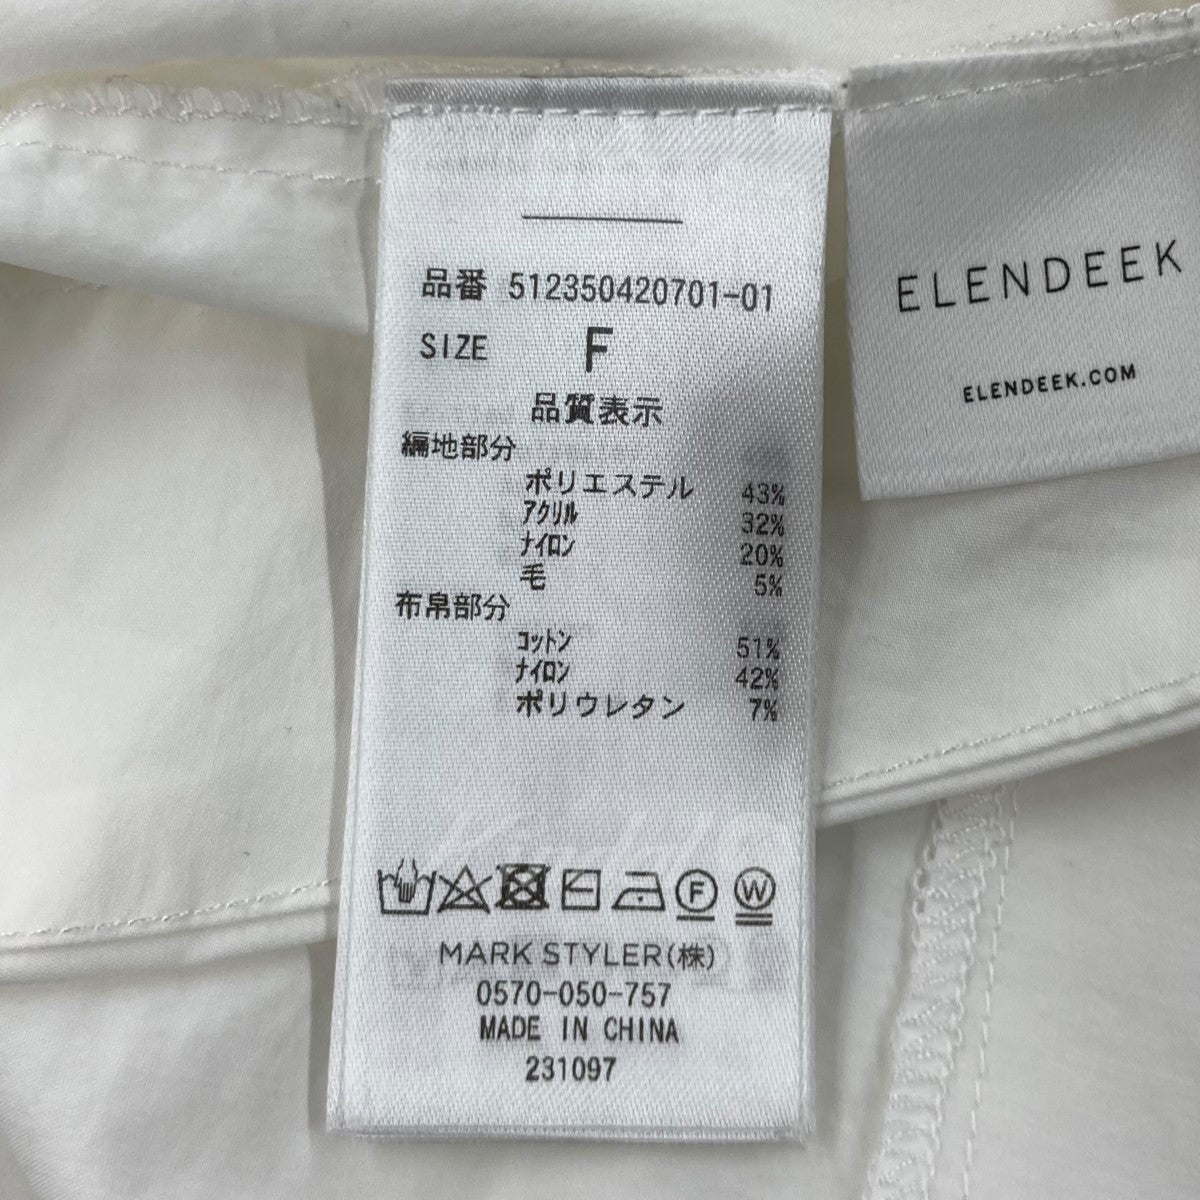 品番 512350420701-01
SIZE F
品質表示
編地部分
ポリエステル 43%
アクリル 32%
ナイロン 20%
毛 5%
布帛部分
コットン 51%
ナイロン 42%
ポリウレタン 7%
F W
MARK STYLER(株)
0570-050-757
MADE IN CHINA
231097
ELENDEEK
ELENDEEK.COM